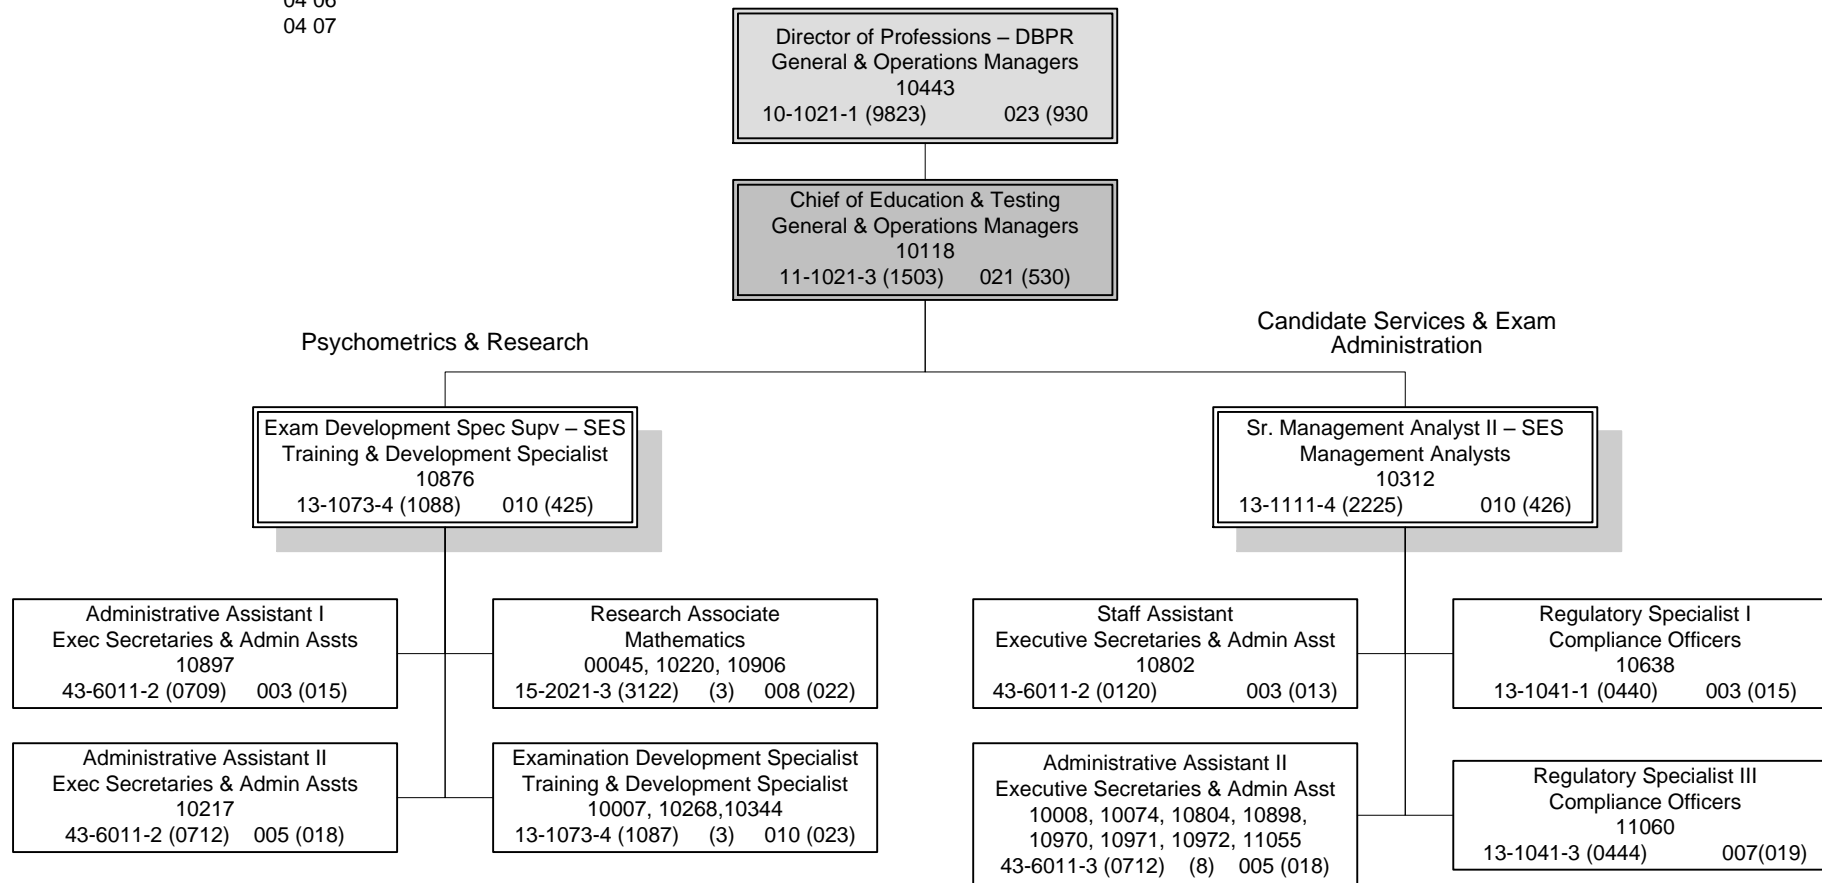 04 06
04 07
Director of Professions – DBPR
General & Operations Managers
10443
10-1021-1 (9823) 023 (930
Chief of Education & Testing
General & Operations Managers
10118
11-1021-3 (1503) 021 (530)
Psychometrics & Research
Candidate Services & Exam
Administration
Exam Development Spec Supv – SES
Training & Development Specialist
10876
13-1073-4 (1088) 010 (425)
Sr. Management Analyst II – SES
Management Analysts
10312
13-1111-4 (2225) 010 (426)
Administrative Assistant I
Exec Secretaries & Admin Assts
10897
43-6011-2 (0709) 003 (015)
Research Associate
Mathematics
00045, 10220, 10906
15-2021-3 (3122) (3) 008 (022)
Staff Assistant
Executive Secretaries & Admin Asst
10802
43-6011-2 (0120) 003 (013)
Regulatory Specialist I
Compliance Officers
10638
13-1041-1 (0440) 003 (015)
Administrative Assistant II
Exec Secretaries & Admin Assts
10217
43-6011-2 (0712) 005 (018)
Examination Development Specialist
Training & Development Specialist
10007, 10268,10344
13-1073-4 (1087) (3) 010 (023)
Administrative Assistant II
Executive Secretaries & Admin Asst
10008, 10074, 10804, 10898,
10970, 10971, 10972, 11055
43-6011-3 (0712) (8) 005 (018)
Regulatory Specialist III
Compliance Officers
11060
13-1041-3 (0444) 007(019)